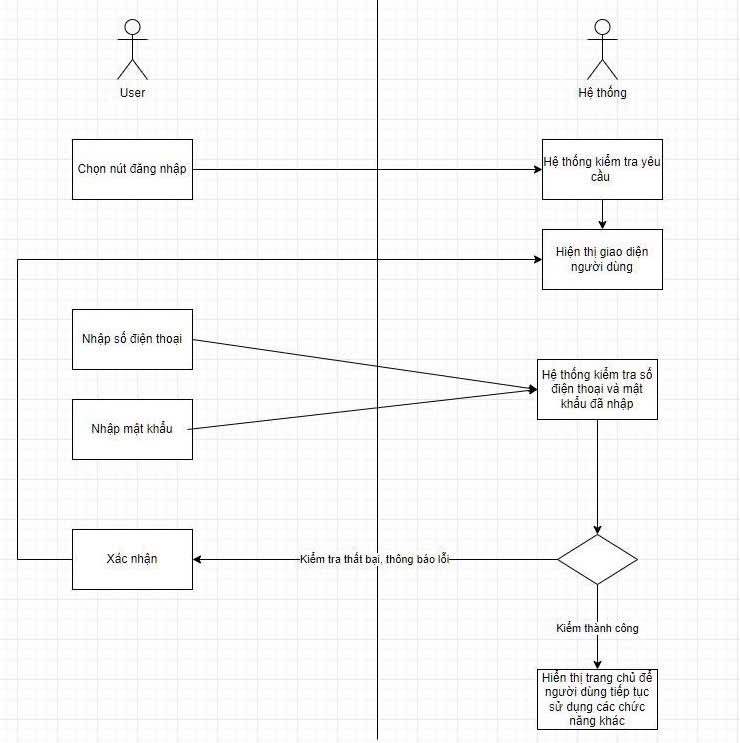 User
Hệ thống
Chọn nút đăng nhập
Hệ thống kiểm tra yêu
cầu
Hiện thị giao diện
người dùng
Nhập số điện thoại
Hệ thống kiểm tra số
điện thoại và mật
khẩu đã nhập
Nhập mật khẩu
Xác nhận
Kiểm tra thất bại, thông báo lỗi
Kiểm thành công
Hiển thị trang chủ để
người dùng tiếp tục
sử dụng các chức
năng khác